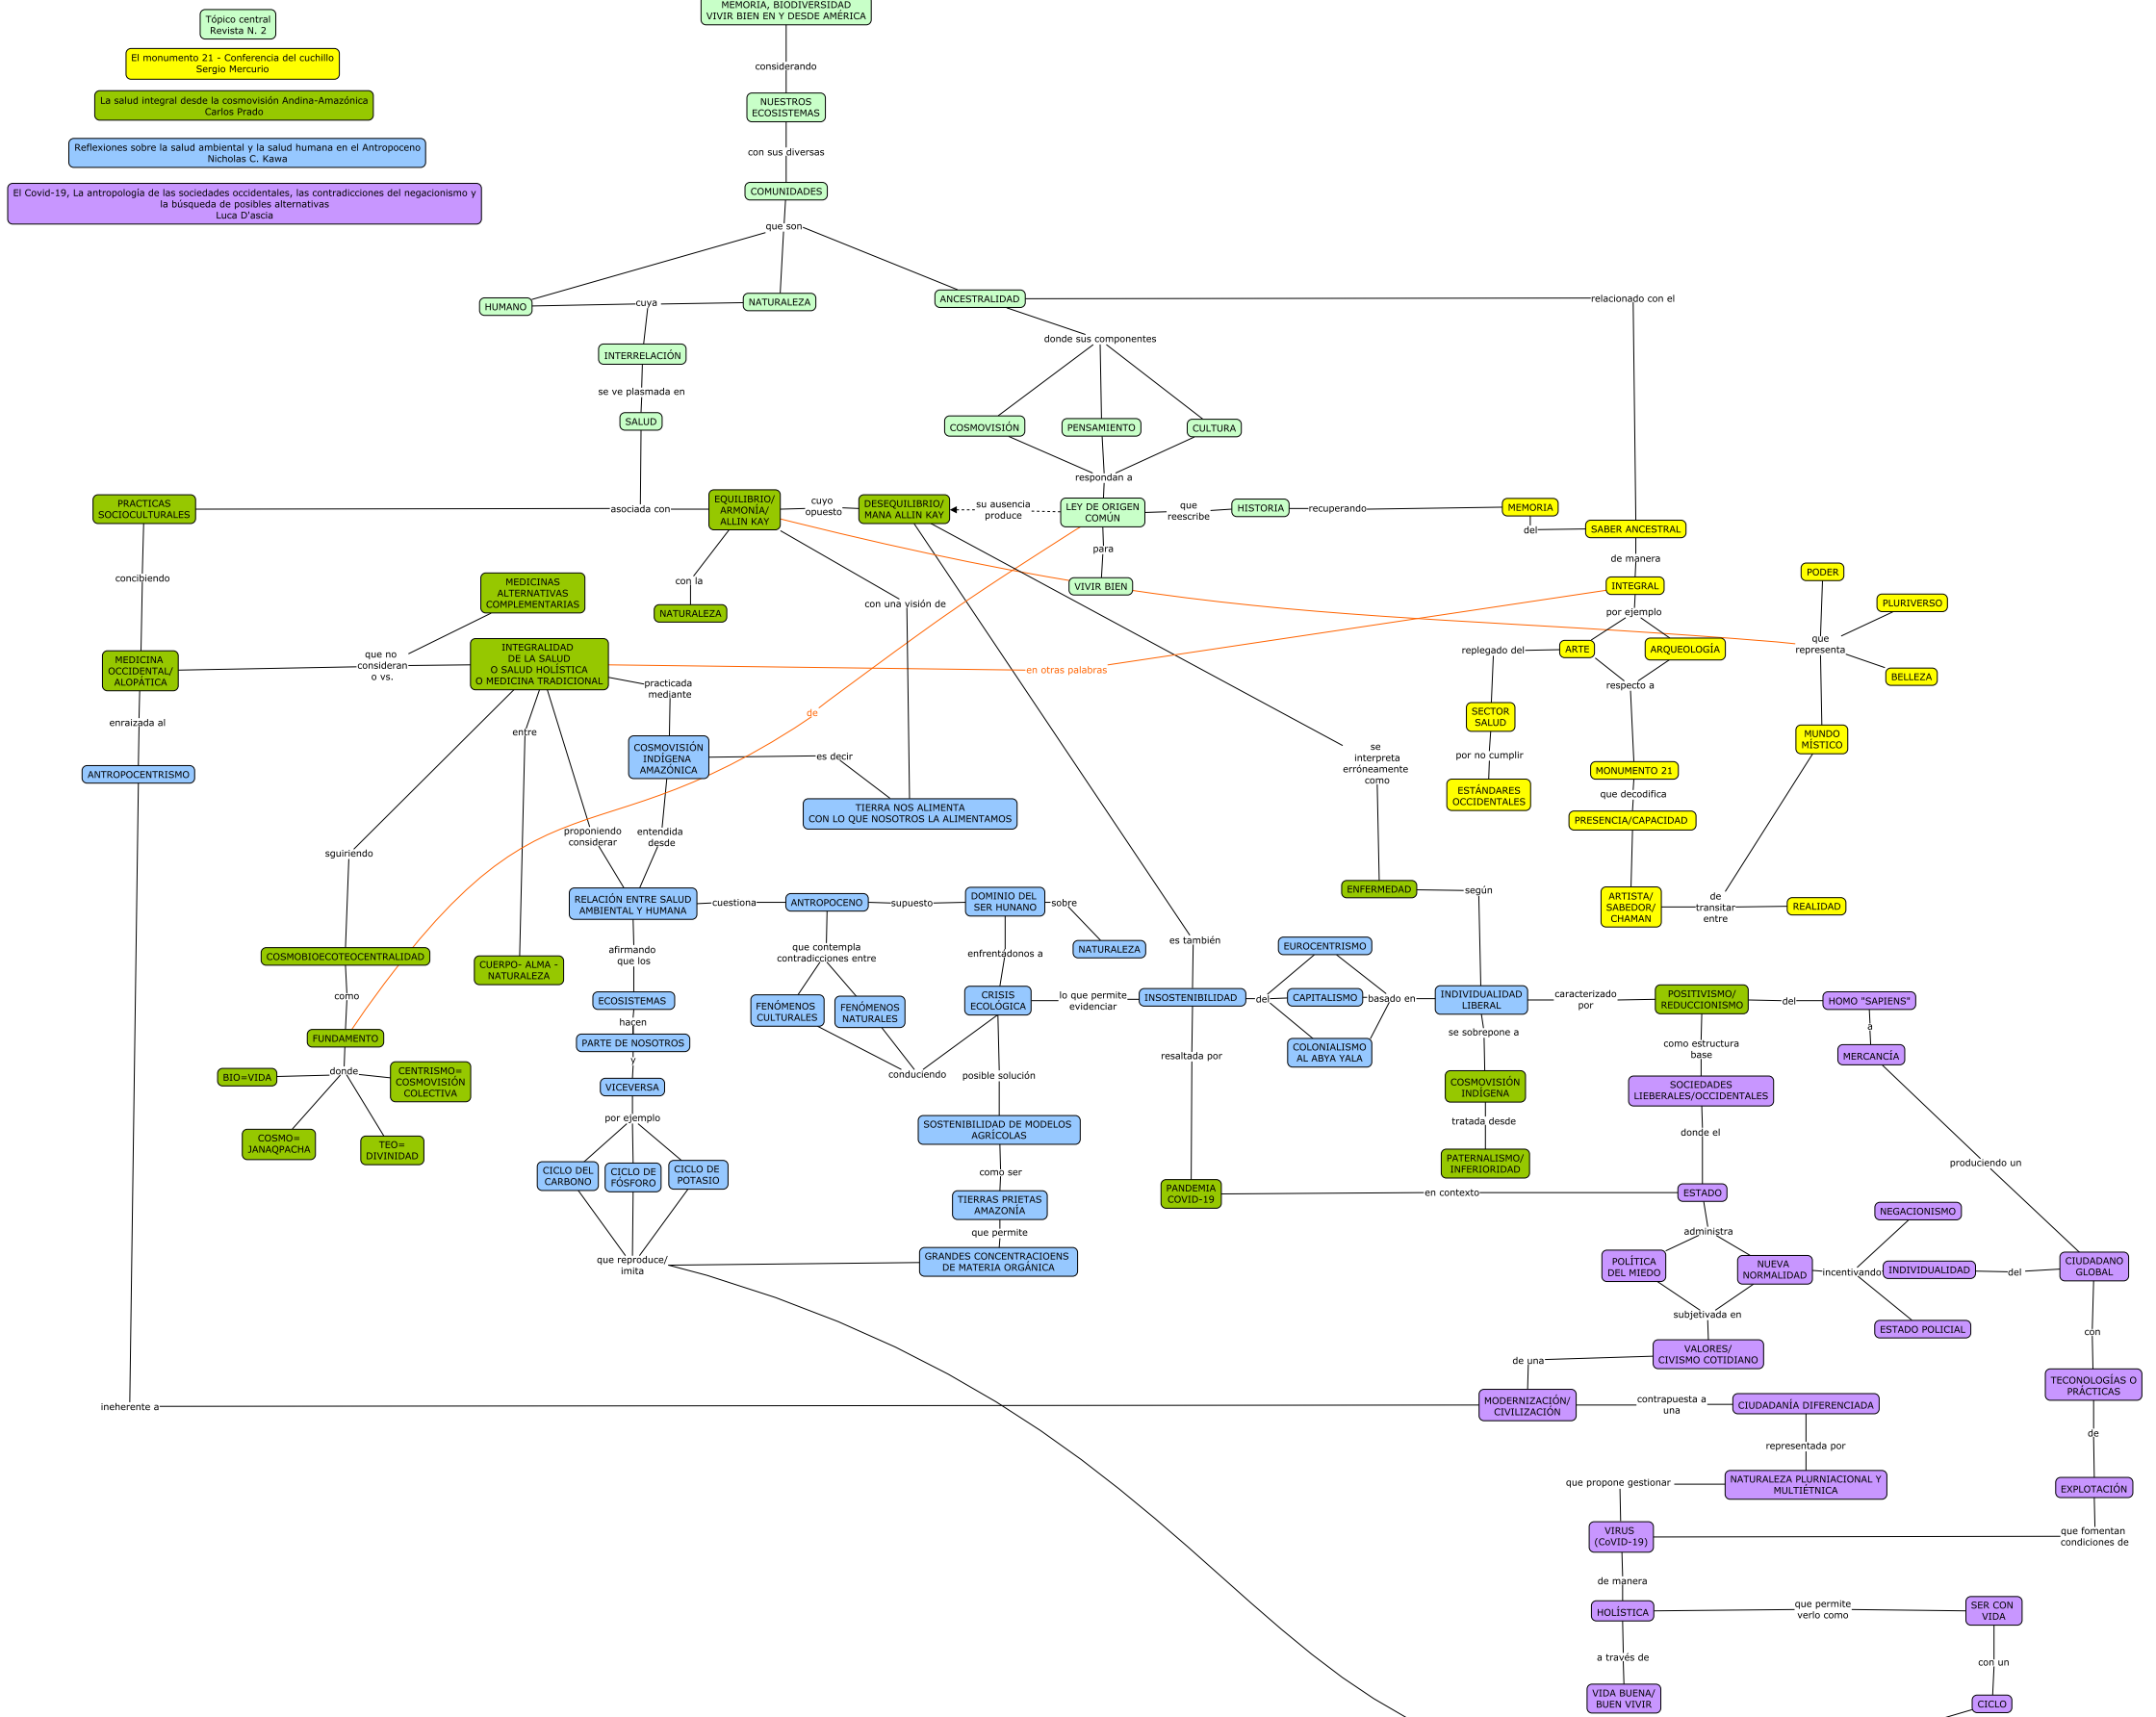 MEMORIA, BIODIVERSIDAD
VIVIR BIEN EN Y DESDE AMÉRICA
Tópico central
Revista N. 2
El monumento 21 - Conferencia del cuchillo
Sergio Mercurio
La salud integral desde la cosmovisión Andina-Amazónica
Carlos Prado
Reflexiones sobre la salud ambiental y la salud humana en el Antropoceno
Nicholas C. Kawa
El Covid-19, La antropología de las sociedades occidentales, las contradicciones del negacionismo y
la búsqueda de posibles alternativas
Luca D'ascia
considerando
NUESTROS
ECOSISTEMAS
con sus diversas
COMUNIDADES
que son
HUMANO
cuya
NATURALEZA
ANCESTRALIDAD
relacionado con el
INTERRELACIÓN
donde sus componentes
se ve plasmada en
SALUD
COSMOVISIÓN
PENSAMIENTO
CULTURA
respondan a
PRACTICAS
SOCIOCULTURALES
asociada con
EQUILIBRIO/
ARMONÍA/
ALLIN KAY
cuyo
opuesto
DESEQUILIBRIO/
MANA ALLIN KAY
su ausencia
produce
LEY DE ORIGEN
COMÚN
que
reescribe
HISTORIA
recuperando
MEMORIA
del
SABER ANCESTRAL
para
de manera
concibiendo
con la
NATURALEZA
VIVIR BIEN
INTEGRAL
PODER
MEDICINAS
ALTERNATIVAS
COMPLEMENTARIAS
con una visión de
por ejemplo
PLURIVERSO
que
representa
MEDICINA
OCCIDENTAL/
ALOPÁTICA
que no
consideran
o vs.
INTEGRALIDAD
DE LA SALUD
O SALUD HOLÍSTICA
O MEDICINA TRADICIONAL
replegado del
ARTE
ARQUEOLOGÍA
en otras palabras
BELLEZA
practicada
mediante
respecto a
enraizada al
de
SECTOR
SALUD
entre
MUNDO
MÍSTICO
ANTROPOCENTRISMO
COSMOVISIÓN
INDÍGENA
AMAZÓNICA
es decir
se
interpreta
erróneamente
como
por no cumplir
MONUMENTO 21
ESTÁNDARES
OCCIDENTALES
que decodifica
TIERRA NOS ALIMENTA
CON LO QUE NOSOTROS LA ALIMENTAMOS
PRESENCIA/CAPACIDAD
proponiendo
considerar
entendida
desde
sguiriendo
ENFERMEDAD
según
RELACIÓN ENTRE SALUD
AMBIENTAL Y HUMANA
cuestiona
ANTROPOCENO
supuesto
DOMINIO DEL
SER HUNANO
sobre
ARTISTA/
SABEDOR/
CHAMAN
de
transitar
entre
REALIDAD
NATURALEZA
es también
EUROCENTRISMO
COSMOBIOECOTEOCENTRALIDAD
CUERPO- ALMA -
NATURALEZA
afirmando
que los
que contempla
contradicciones entre
enfrentádonos a
como
ECOSISTEMAS
FENÓMENOS
CULTURALES
FENÓMENOS
NATURALES
CRISIS
ECOLÓGICA
lo que permite
evidenciar
INSOSTENIBILIDAD
del
CAPITALISMO
basado en
INDIVIDUALIDAD
LIBERAL
caracterizado
por
POSITIVISMO/
REDUCCIONISMO
del
HOMO "SAPIENS"
hacen
FUNDAMENTO
PARTE DE NOSOTROS
a
se sobrepone a
como estructura
base
COLONIALISMO
AL ABYA YALA
MERCANCÍA
resaltada por
y
donde
BIO=VIDA
CENTRISMO=
COSMOVISIÓN
COLECTIVA
VICEVERSA
conduciendo
posible solución
COSMOVISIÓN
INDÍGENA
SOCIEDADES
LIEBERALES/OCCIDENTALES
por ejemplo
tratada desde
donde el
COSMO=
JANAQPACHA
TEO=
DIVINIDAD
SOSTENIBILIDAD DE MODELOS
AGRÍCOLAS
CICLO DEL
CARBONO
CICLO DE
FÓSFORO
CICLO DE
POTASIO
como ser
PATERNALISMO/
INFERIORIDAD
produciendo un
PANDEMIA
COVID-19
en contexto
ESTADO
TIERRAS PRIETAS
AMAZONÍA
NEGACIONISMO
que permite
administra
que reproduce/
imita
GRANDES CONCENTRACIOENS
DE MATERIA ORGÁNICA
POLÍTICA
DEL MIEDO
NUEVA
NORMALIDAD
incentivando
INDIVIDUALIDAD
del
CIUDADANO
GLOBAL
subjetivada en
ESTADO POLICIAL
con
VALORES/
CIVISMO COTIDIANO
de una
TECONOLOGÍAS O
PRÁCTICAS
ineherente a
MODERNIZACIÓN/
CIVILIZACIÓN
contrapuesta a
una
CIUDADANÍA DIFERENCIADA
de
representada por
que propone gestionar
NATURALEZA PLURNIACIONAL Y
MULTIÉTNICA
EXPLOTACIÓN
VIRUS
(CoVID-19)
que fomentan
condiciones de
de manera
HOLÍSTICA
que permite
verlo como
SER CON
VIDA
a través de
con un
VIDA BUENA/
BUEN VIVIR
CICLO